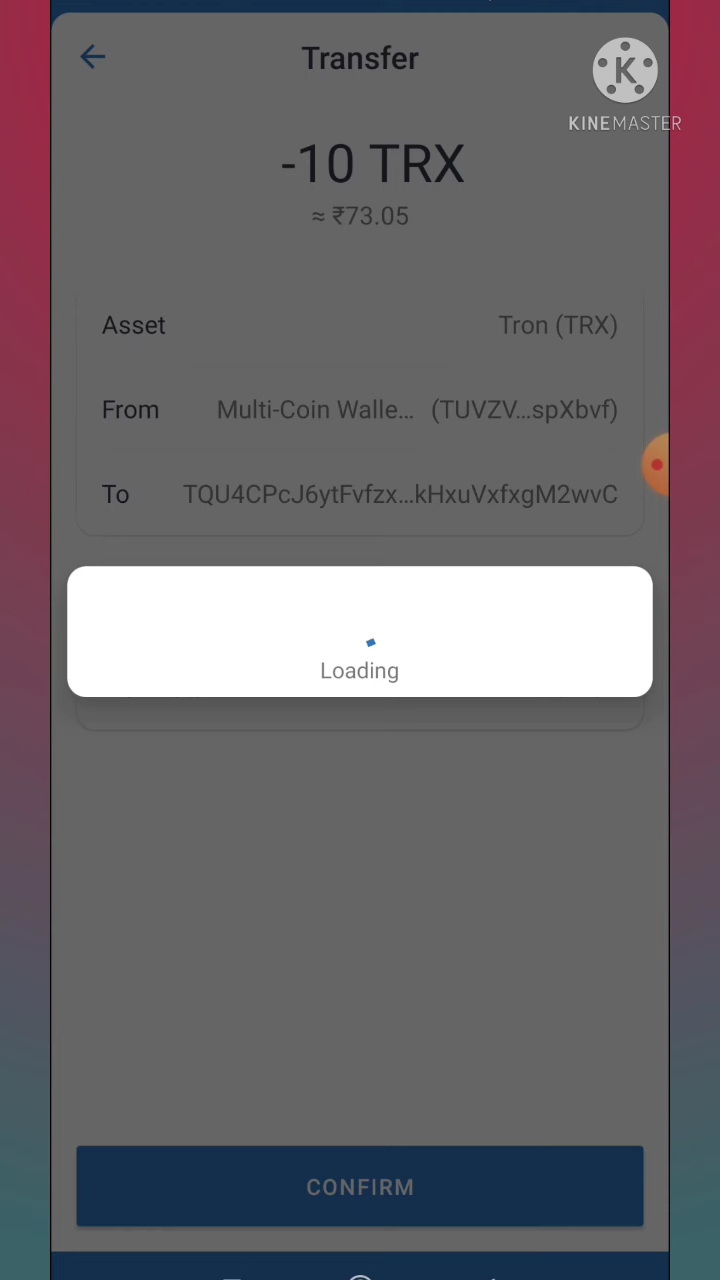 Transfer
KINEMASTER
-10 TRX
≈ ₹73.05
Asset Tron (TRX)
From Multi-Coin Walle... (TUVZV...spXbvf)
To TQU4CPcJ6ytFvfzx...kHxuVxfxgM2wvC
Loading
CONFIRM